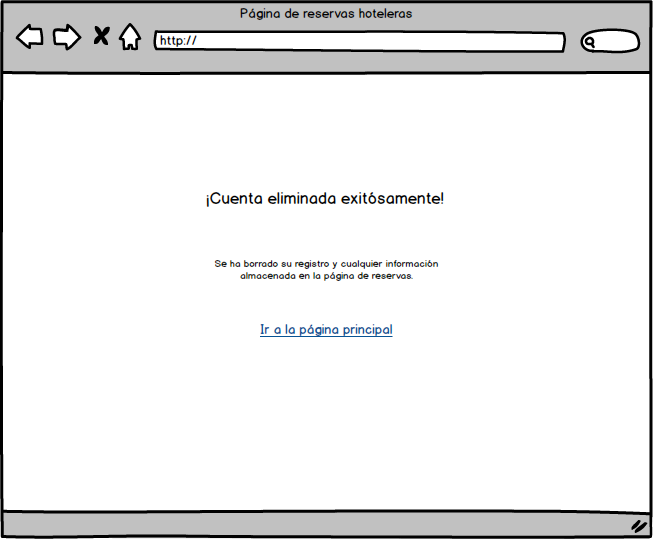 Página de reservas hoteleras
http://
¡Cuenta eliminada exitósamente!
Se ha borrado su registro y cualquier información
almacenada en la página de reservas.
Ir a la página principal